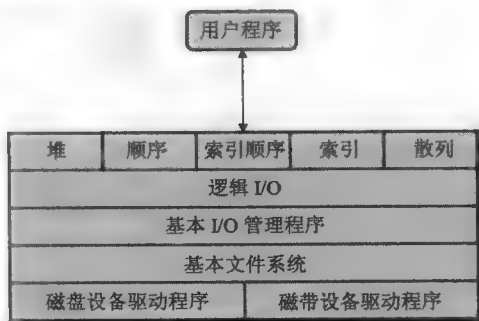 用户程序
堆 顺序 索引顺序 索引 散列
逻辑 I/O
基本 I/O 管理程序
基本文件系统
磁盘设备驱动程序 磁带设备驱动程序